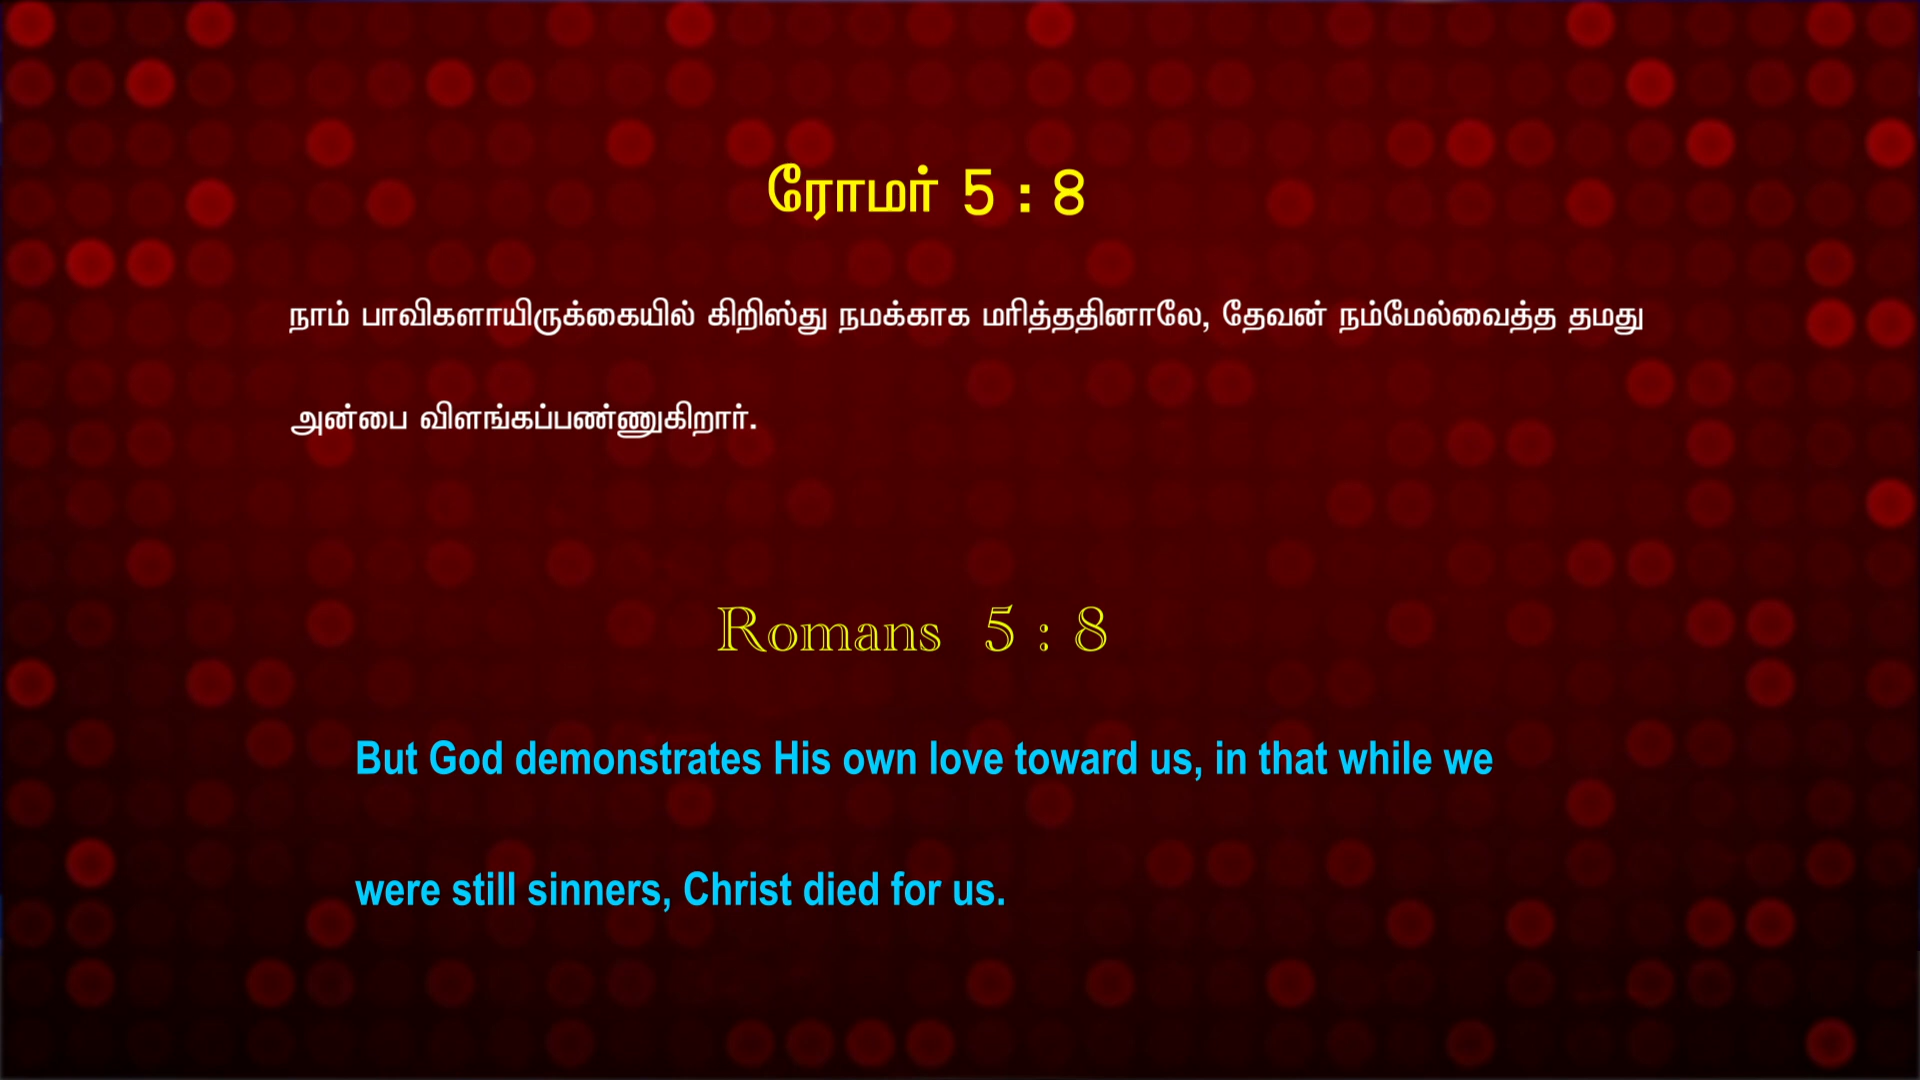 ரோமர் 5 : 8
நாம் பாவிகளாயிருக்கையில் கிறிஸ்து நமக்காக மரித்ததினாலே, தேவன் நம்மேல்வைத்த தமது
அன்பை விளங்கப்பண்ணுகிறார்.
Romans 5 : 8
But God demonstrates His own love toward us, in that while we
were still sinners, Christ died for us.